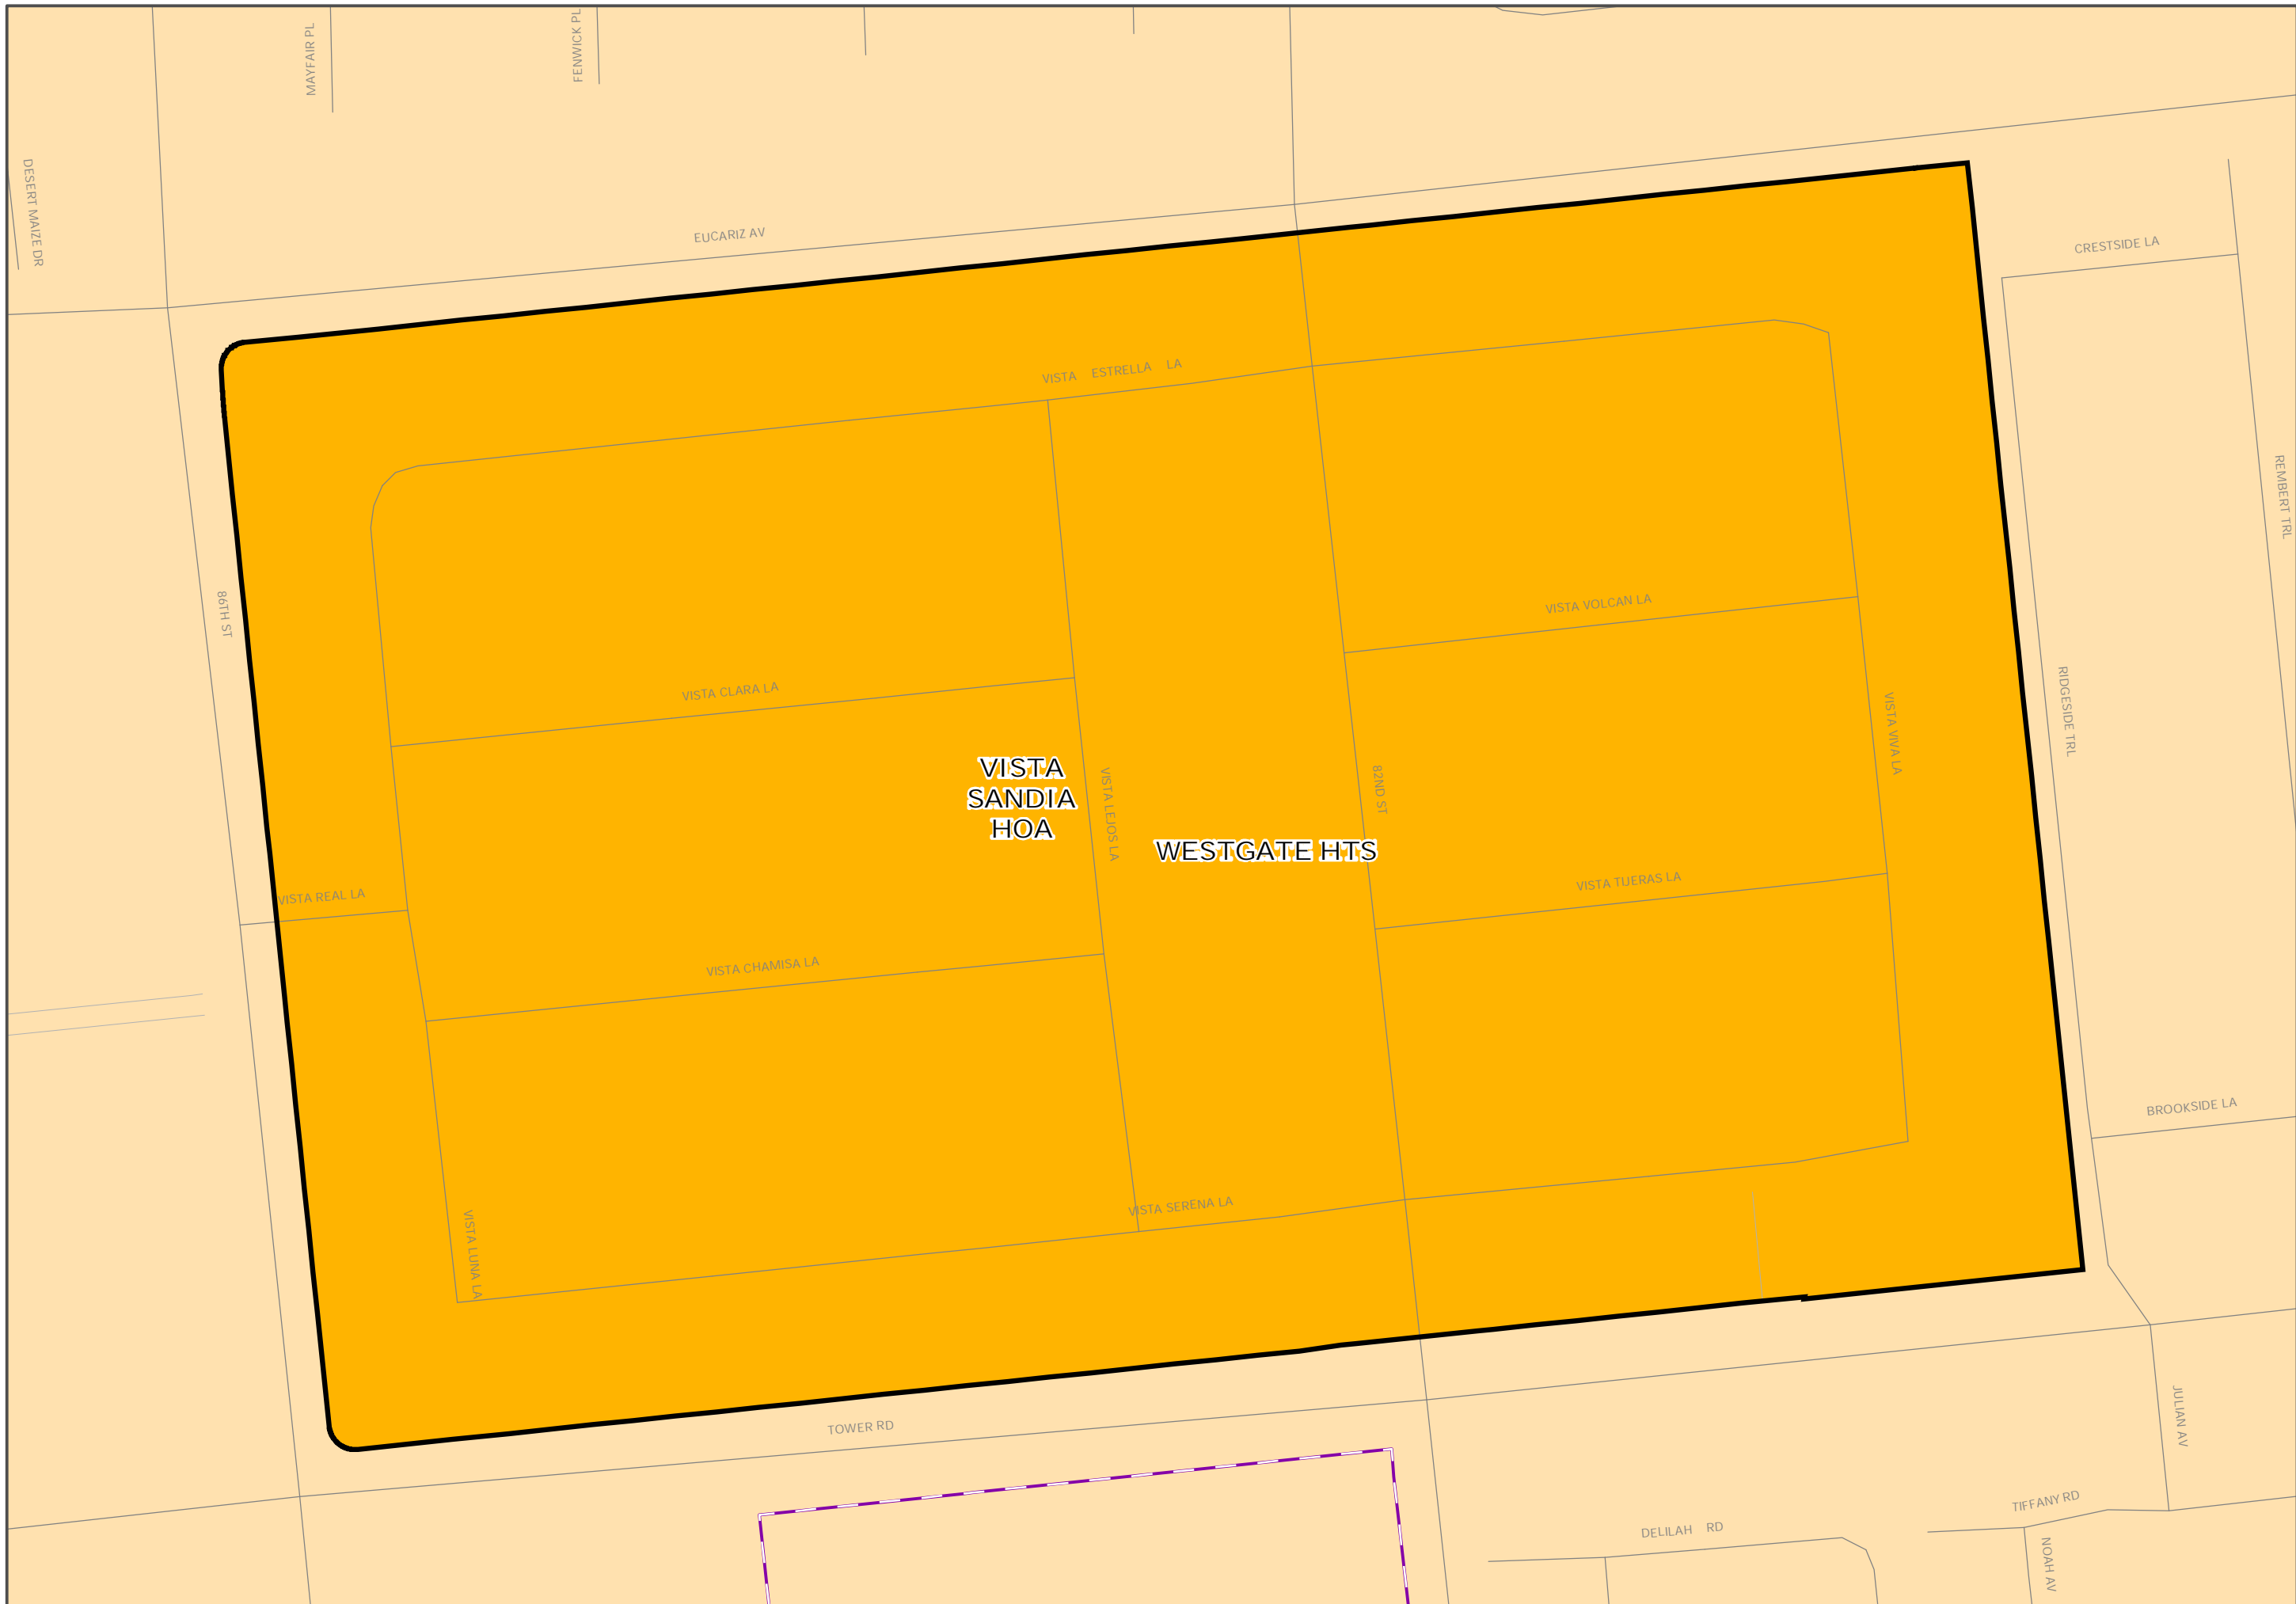 MAYFAIR PL
FENWICK PL
DESERT MAIZE DR
EUCARIZ AV
CRESTSIDE LA
VISTA ESTRELLA LA
REMBERT TRL
86TH ST
VISTA VOLCAN LA
VISTA CLARA LA
RIDGESIDE TRL
VISTA VIVA LA
VISTA
SANDIA
HOA
VISTA LEJOS LA
82ND ST
WESTGATE HTS
VISTA REAL LA
VISTA TIJERAS LA
VISTA CHAMISA LA
BROOKSIDE LA
VISTA SERENA LA
VISTA LUNA LA
TOWER RD
JULIAN AV
TIFFANY RD
DELILAH RD
NOAH AV